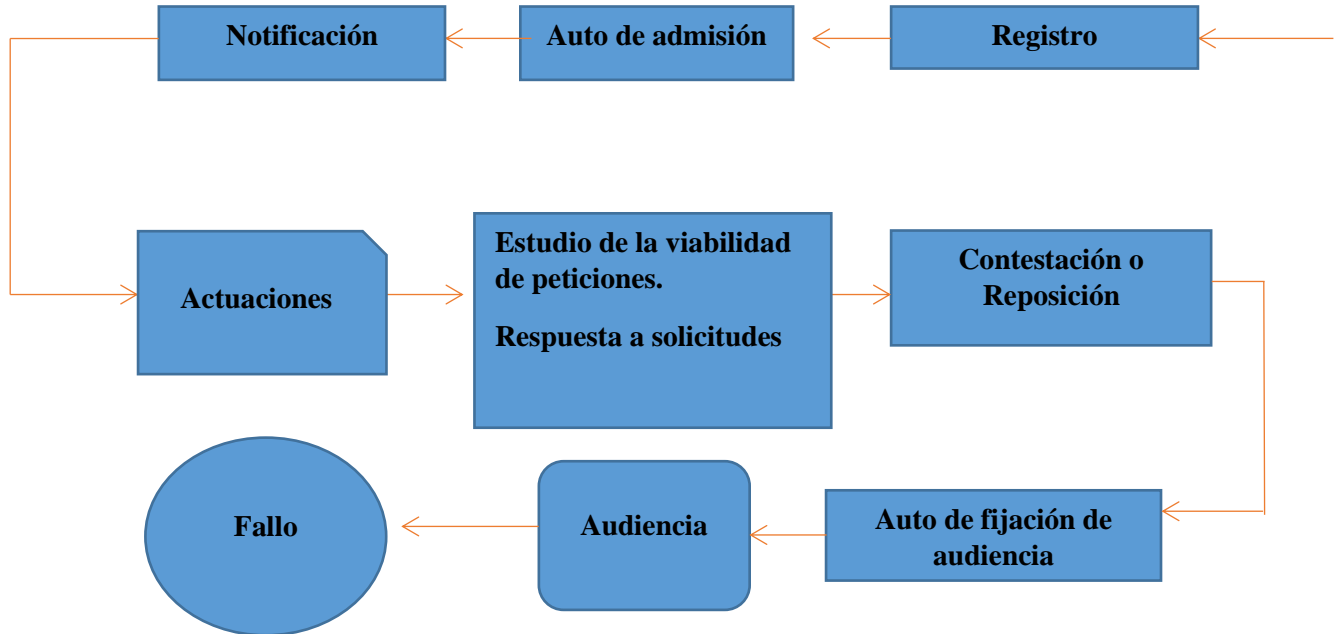 Notificación
Auto de admisión
Registro
Actuaciones
Estudio de la viabilidad
de peticiones.
Respuesta a solicitudes
Contestación o
Reposición
Fallo
Audiencia
Auto de fijación de
audiencia